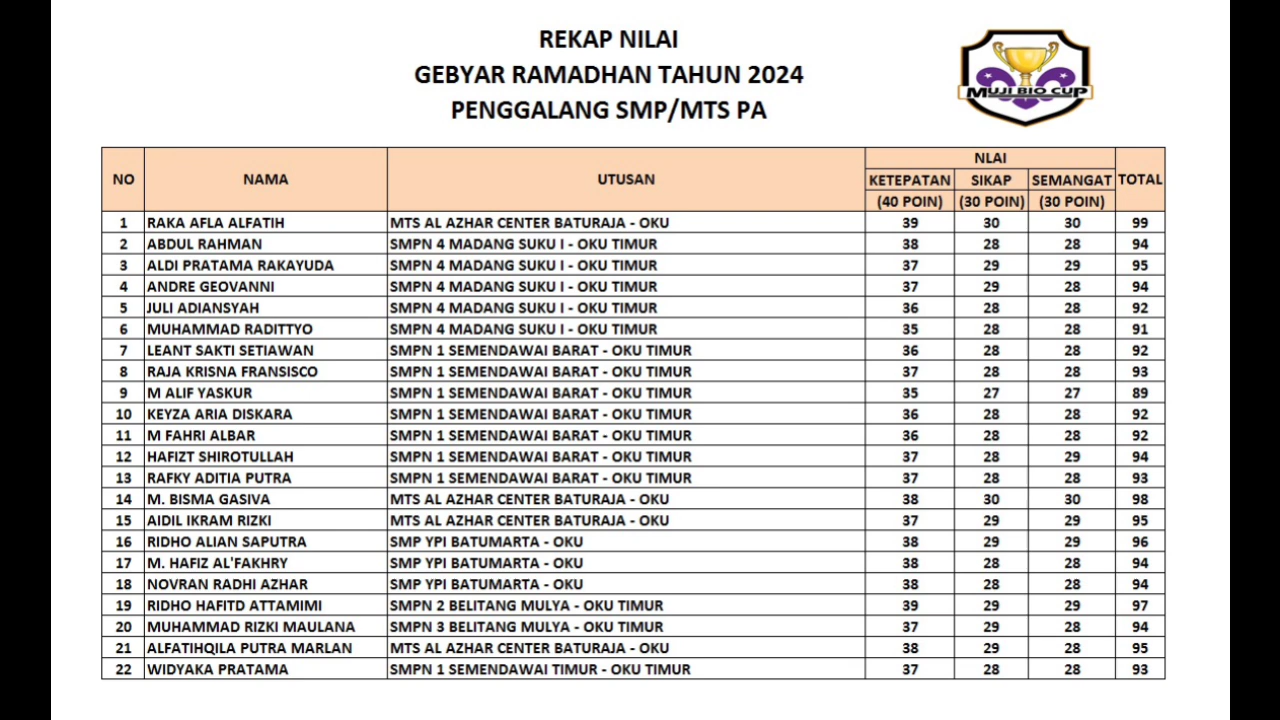 REKAP NILAI
GEBYAR RAMADHAN TAHUN 2024
PENGGALANG SMP/MTS PA
MUJI BIO CUP
NO NAMA UTUSAN NLAI TOTAL
KETEPATAN SIKAP SEMANGAT
(40 POIN) (30 POIN) (30 POIN)
1 RAKA AFLA ALFATIH MTS AL AZHAR CENTER BATURAJA - OKU 39 30 30 99
2 ABDUL RAHMAN SMPN 4 MADANG SUKU I - OKU TIMUR 38 28 28 94
3 ALDI PRATAMA RAKAYUDA SMPN 4 MADANG SUKU I - OKU TIMUR 37 29 29 95
4 ANDRE GEOVANNI SMPN 4 MADANG SUKU I - OKU TIMUR 37 29 28 94
5 JULI ADIANSYAH SMPN 4 MADANG SUKU I - OKU TIMUR 36 28 28 92
6 MUHAMMAD RADITTYO SMPN 4 MADANG SUKU I - OKU TIMUR 35 28 28 91
7 LEANT SAKTI SETIAWAN SMPN 1 SEMENDAWAI BARAT - OKU TIMUR 36 28 28 92
8 RAJA KRISNA FRANSISCO SMPN 1 SEMENDAWAI BARAT - OKU TIMUR 37 28 28 93
9 M ALIF YASKUR SMPN 1 SEMENDAWAI BARAT - OKU TIMUR 35 27 27 89
10 KEYZA ARIA DISKARA SMPN 1 SEMENDAWAI BARAT - OKU TIMUR 36 28 28 92
11 M FAHRI ALBAR SMPN 1 SEMENDAWAI BARAT - OKU TIMUR 36 28 28 92
12 HAFIZT SHIROTULLAH SMPN 1 SEMENDAWAI BARAT - OKU TIMUR 37 28 29 94
13 RAFKY ADITIA PUTRA SMPN 1 SEMENDAWAI BARAT - OKU TIMUR 37 28 28 93
14 M. BISMA GASIVA MTS AL AZHAR CENTER BATURAJA - OKU 38 30 30 98
15 AIDIL IKRAM RIZKI MTS AL AZHAR CENTER BATURAJA - OKU 37 29 29 95
16 RIDHO ALIAN SAPUTRA SMP YPI BATUMARTA - OKU 38 29 29 96
17 M. HAFIZ AL'FAKHRY SMP YPI BATUMARTA - OKU 38 28 28 94
18 NOVRAN RADHI AZHAR SMP YPI BATUMARTA - OKU 38 28 28 94
19 RIDHO HAFITD ATTAMIMI SMPN 2 BELITANG MULYA - OKU TIMUR 39 29 29 97
20 MUHAMMAD RIZKI MAULANA SMPN 3 BELITANG MULYA - OKU TIMUR 37 29 28 94
21 ALFATIHQILA PUTRA MARLAN MTS AL AZHAR CENTER BATURAJA - OKU 38 29 28 95
22 WIDYAKA PRATAMA SMPN 1 SEMENDAWAI TIMUR - OKU TIMUR 37 28 28 93